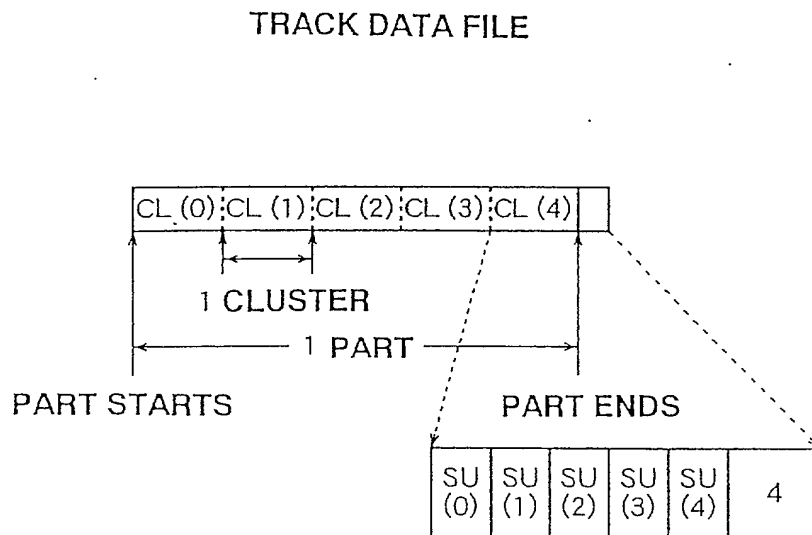 TRACK DATA FILE
CL (0) CL (1) CL (2) CL (3) CL (4)
1 CLUSTER
1 PART
PART STARTS
PART ENDS
SU (0) SU (1) SU (2) SU (3) SU (4) 4